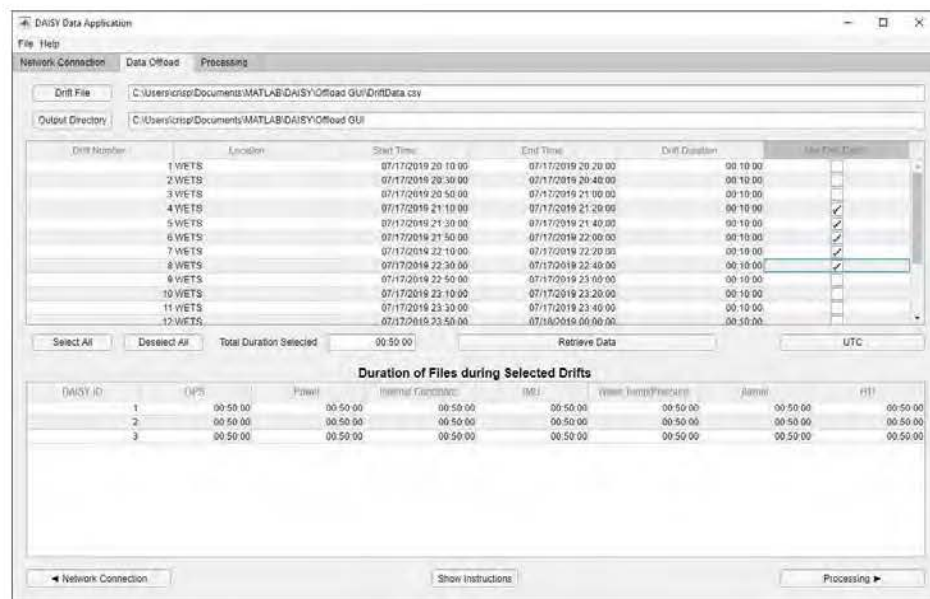 DAISY Data Application
File Help
Network Connection Data Offload Processing
Drift File C:\Users\crisp\Documents\MATLAB\DAISY\Offload GUI\DriftData.csv
Output Directory C:\Users\crisp\Documents\MATLAB\DAISY\Offload GUI
Drift Number Location Start Time End Time Drift Duration
1 WETS 07/17/2019 20:10:00 07/17/2019 20:20:00 00:10:00
2 WETS 07/17/2019 20:30:00 07/17/2019 20:40:00 00:10:00
3 WETS 07/17/2019 20:50:00 07/17/2019 21:00:00 00:10:00
4 WETS 07/17/2019 21:10:00 07/17/2019 21:20:00 00:10:00
5 WETS 07/17/2019 21:30:00 07/17/2019 21:40:00 00:10:00
6 WETS 07/17/2019 21:50:00 07/17/2019 22:00:00 00:10:00
7 WETS 07/17/2019 22:10:00 07/17/2019 22:20:00 00:10:00
8 WETS 07/17/2019 22:30:00 07/17/2019 22:40:00 00:10:00
9 WETS 07/17/2019 22:50:00 07/17/2019 23:00:00 00:10:00
10 WETS 07/17/2019 23:10:00 07/17/2019 23:20:00 00:10:00
11 WETS 07/17/2019 23:30:00 07/17/2019 23:40:00 00:10:00
12 WETS 07/17/2019 23:50:00 07/18/2019 00:00:00 00:10:00
Select All Deselect All Total Duration Selected 00:50:00 Retrieve Data UTC
Duration of Files during Selected Drifts
DAISY ID GPS Power Internal Conditions IMU Water Temp/Pressure HTI
1 00:50:00 00:50:00 00:50:00 00:50:00 00:50:00 00:50:00 00:50:00
2 00:50:00 00:50:00 00:50:00 00:50:00 00:50:00 00:50:00 00:50:00
3 00:50:00 00:50:00 00:50:00 00:50:00 00:50:00 00:50:00 00:50:00
◄ Network Connection Show Instructions Processing ►